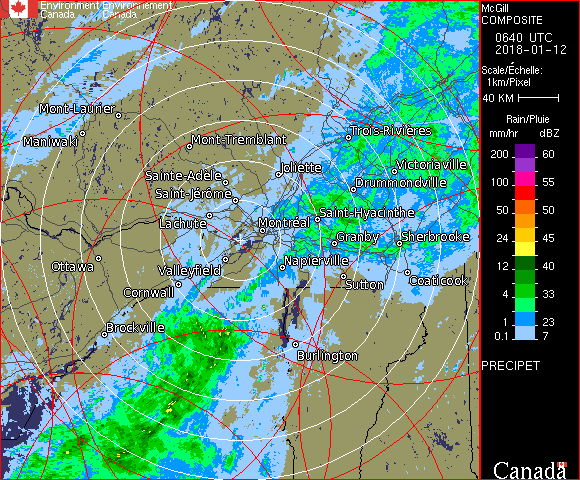 Environment Environnement
Canada Canada
McGill
COMPOSITE
0640 UTC
2018-01-12
Scale/Échelle:
1km/Pixel
40 KM
Rain/Pluie
mm/hr dBZ
200 60
100 55
50 50
24 45
12 40
4 33
1 23
0.1 7
PRECIPET
Canada
Mont-Laurier
Maniwaki
Mont-Tremblant
Trois-Rivières
Joliette
Victoriaville
Sainte-Adèle
Drummondville
Saint-Jérôme
Saint-Hyacinthe
Lachute
Montréal
Granby
Sherbrooke
Ottawa
Valleyfield
Napierville
Cornwall
Sutton
Coaticook
Brockville
Burlington